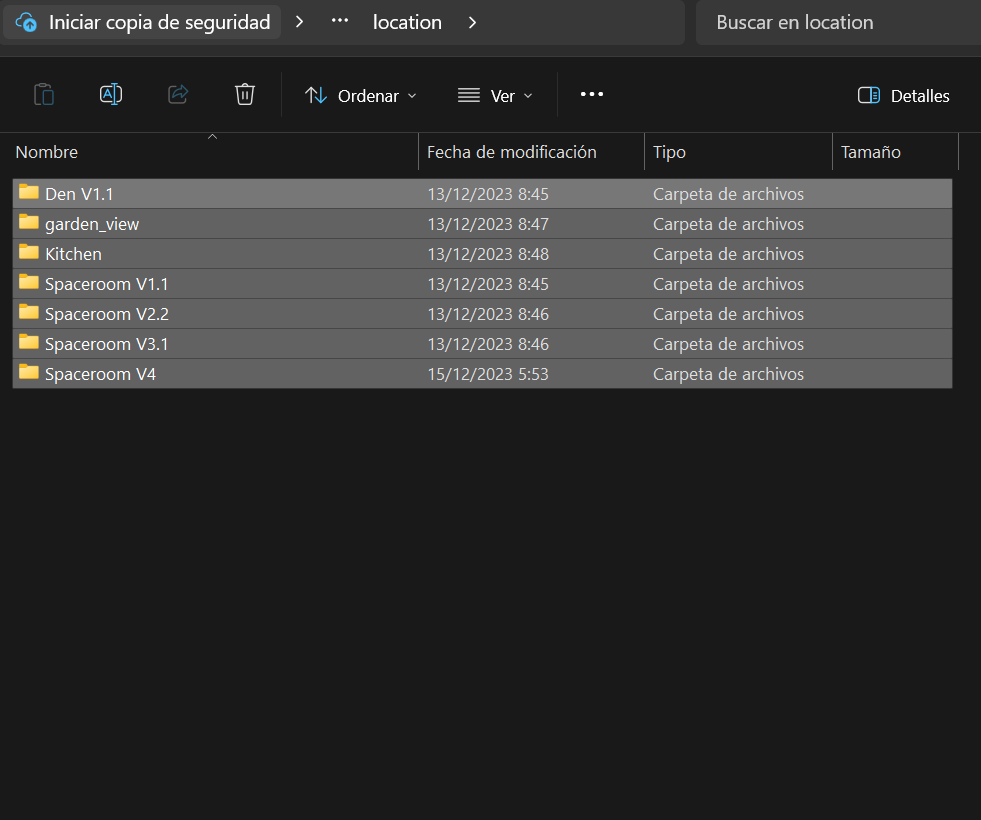 Iniciar copia de seguridad > ... location > Buscar en location
Ordenar Ver ... Detalles
Nombre Fecha de modificación Tipo Tamaño
Den V1.1 13/12/2023 8:45 Carpeta de archivos
garden_view 13/12/2023 8:47 Carpeta de archivos
Kitchen 13/12/2023 8:48 Carpeta de archivos
Spaceroom V1.1 13/12/2023 8:45 Carpeta de archivos
Spaceroom V2.2 13/12/2023 8:46 Carpeta de archivos
Spaceroom V3.1 13/12/2023 8:46 Carpeta de archivos
Spaceroom V4 15/12/2023 5:53 Carpeta de archivos